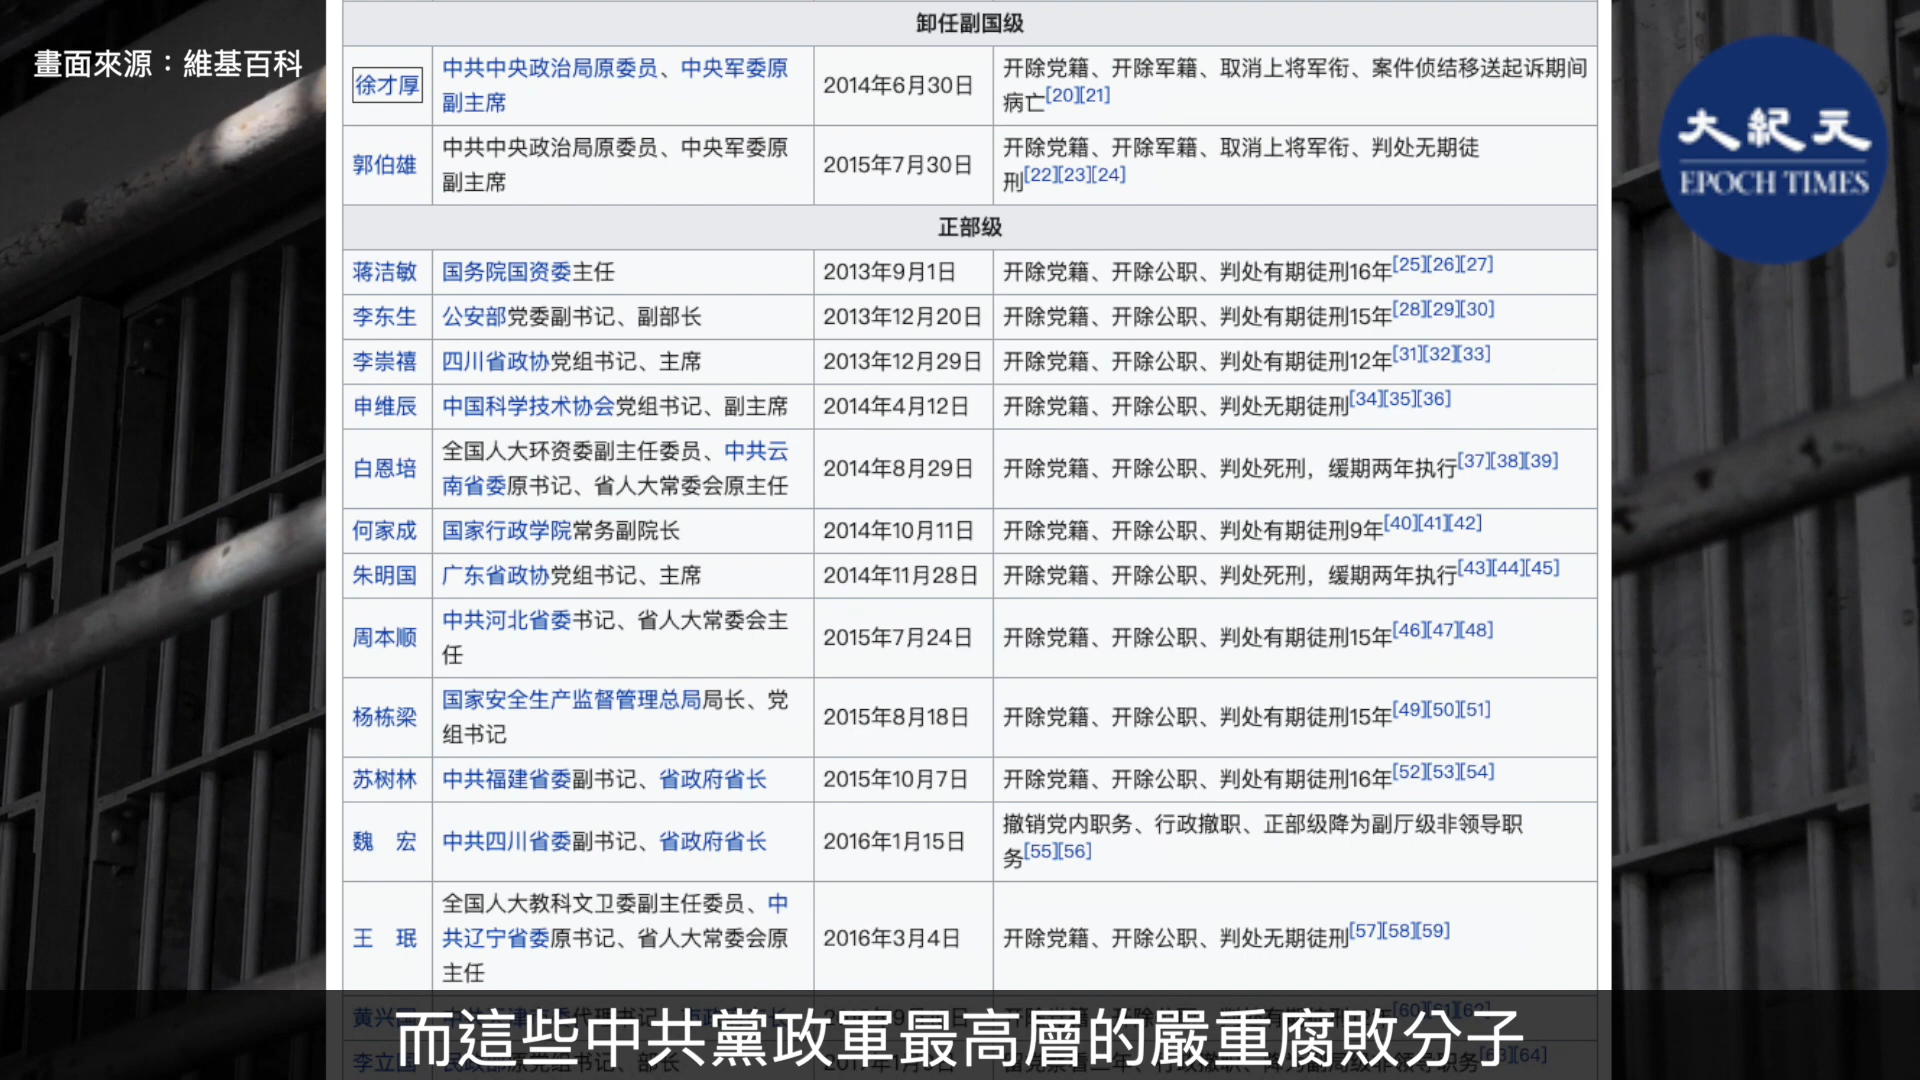 畫面來源：維基百科
大紀元
EPOCH TIMES
卸任副国级
徐才厚
中共中央政治局原委员、中央军委原
副主席
2014年6月30日
开除党籍、开除军籍、取消上将军衔、案件侦结移送起诉期间
病亡[20][21]
郭伯雄
中共中央政治局原委员、中央军委原
副主席
2015年7月30日
开除党籍、开除军籍、取消上将军衔、判处无期徒
刑[22][23][24]
正部级
蒋洁敏
国务院国资委主任
2013年9月1日
开除党籍、开除公职、判处有期徒刑16年[25][26][27]
李东生
公安部党委副书记、副部长
2013年12月20日
开除党籍、开除公职、判处有期徒刑15年[28][29][30]
李崇禧
四川省政协党组书记、主席
2013年12月29日
开除党籍、开除公职、判处有期徒刑12年[31][32][33]
申维辰
中国科学技术协会党组书记、副主席
2014年4月12日
开除党籍、开除公职、判处无期徒刑[34][35][36]
白恩培
全国人大环资委副主任委员、中共云
南省委原书记、省人大常委会原主任
2014年8月29日
开除党籍、开除公职、判处死刑，缓期两年执行[37][38][39]
何家成
国家行政学院常务副院长
2014年10月11日
开除党籍、开除公职、判处有期徒刑9年[40][41][42]
朱明国
广东省政协党组书记、主席
2014年11月28日
开除党籍、开除公职、判处死刑，缓期两年执行[43][44][45]
周本顺
中共河北省委书记、省人大常委会主
任
2015年7月24日
开除党籍、开除公职、判处有期徒刑15年[46][47][48]
杨栋梁
国家安全生产监督管理总局局长、党
组书记
2015年8月18日
开除党籍、开除公职、判处有期徒刑15年[49][50][51]
苏树林
中共福建省委副书记、省政府省长
2015年10月7日
开除党籍、开除公职、判处有期徒刑16年[52][53][54]
魏　宏
中共四川省委副书记、省政府省长
2016年1月15日
撤销党内职务、行政撤职、正部级降为副厅级非领导职
务[55][56]
王　珉
全国人大教科文卫委副主任委员、中
共辽宁省委原书记、省人大常委会原
主任
2016年3月4日
开除党籍、开除公职、判处无期徒刑[57][58][59]
而這些中共黨政軍最高層的嚴重腐敗分子